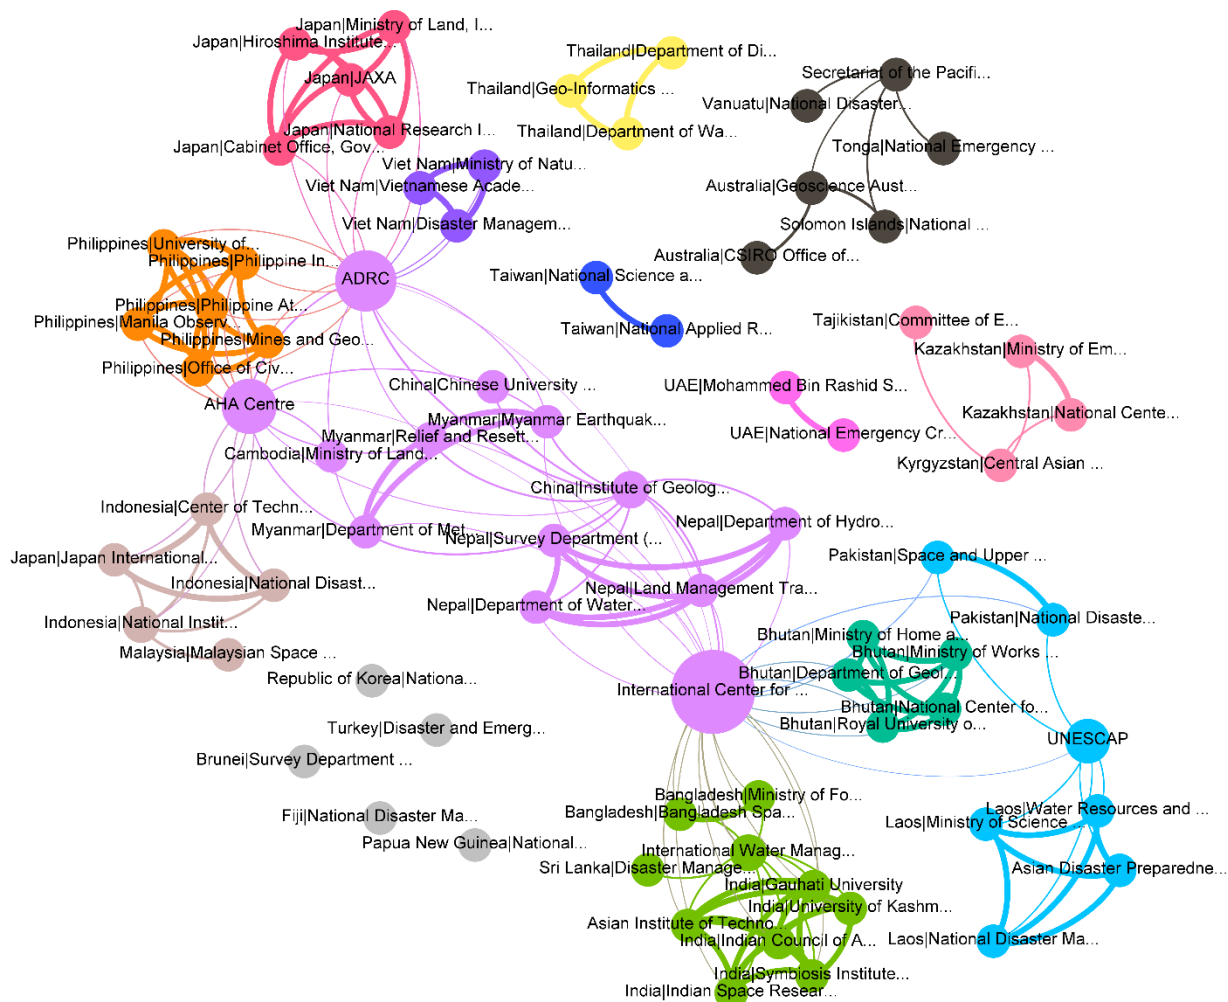 Japan|Ministry of Land, I...
Japan|Hiroshima Institute...
Japan|JAXA
Japan|National Research I...
Japan|Cabinet Office, Gov...
Thailand|Department of Di...
Thailand|Geo-Informatics ...
Thailand|Department of Wa...
Secretariat of the Pacifi...
Vanuatu|National Disaster...
Tonga|National Emergency ...
Australia|Geoscience Aust...
Solomon Islands|National ...
Australia|CSIRO Office of...
Viet Nam|Ministry of Natu...
Viet Nam|Vietnamese Acade...
Viet Nam|Disaster Managem...
Philippines|University of...
Philippines|Philippine In...
ADRC
Philippines|Philippine At...
Philippines|Manila Observ...
Philippines|Mines and Geo...
Philippines|Office of Civ...
AHA Centre
Taiwan|National Science a...
Taiwan|National Applied R...
Tajikistan|Committee of E...
Kazakhstan|Ministry of Em...
Kazakhstan|National Cente...
Kyrgyzstan|Central Asian ...
UAE|Mohammed Bin Rashid S...
UAE|National Emergency Cr...
China|Chinese University ...
Myanmar|Myanmar Earthquak...
Myanmar|Relief and Resett...
Cambodia|Ministry of Land...
China|Institute of Geolog...
Myanmar|Department of Met...
Nepal|Survey Department (...
Nepal|Department of Hydro...
Nepal|Land Management Tra...
Nepal|Department of Water...
Indonesia|Center of Techn...
Japan|Japan International...
Indonesia|National Disast...
Indonesia|National Instit...
Malaysia|Malaysian Space ...
Pakistan|Space and Upper ...
Pakistan|National Disaste...
Bhutan|Ministry of Home a...
Bhutan|Ministry of Works ...
Bhutan|Department of Geol...
Bhutan|National Center fo...
Bhutan|Royal University o...
International Center for ...
UNESCAP
Republic of Korea|Nationa...
Turkey|Disaster and Emerg...
Brunei|Survey Department ...
Fiji|National Disaster Ma...
Papua New Guinea|National...
Bangladesh|Ministry of Fo...
Bangladesh|Bangladesh Spa...
International Water Manag...
Sri Lanka|Disaster Manage...
India|Gauhati University
India|University of Kashm...
Asian Institute of Techno...
India|Indian Council of A...
India|Symbiosis Institute...
India|Indian Space Resear...
Laos|Water Resources and ...
Laos|Ministry of Science
Asian Disaster Preparedne...
Laos|National Disaster Ma...